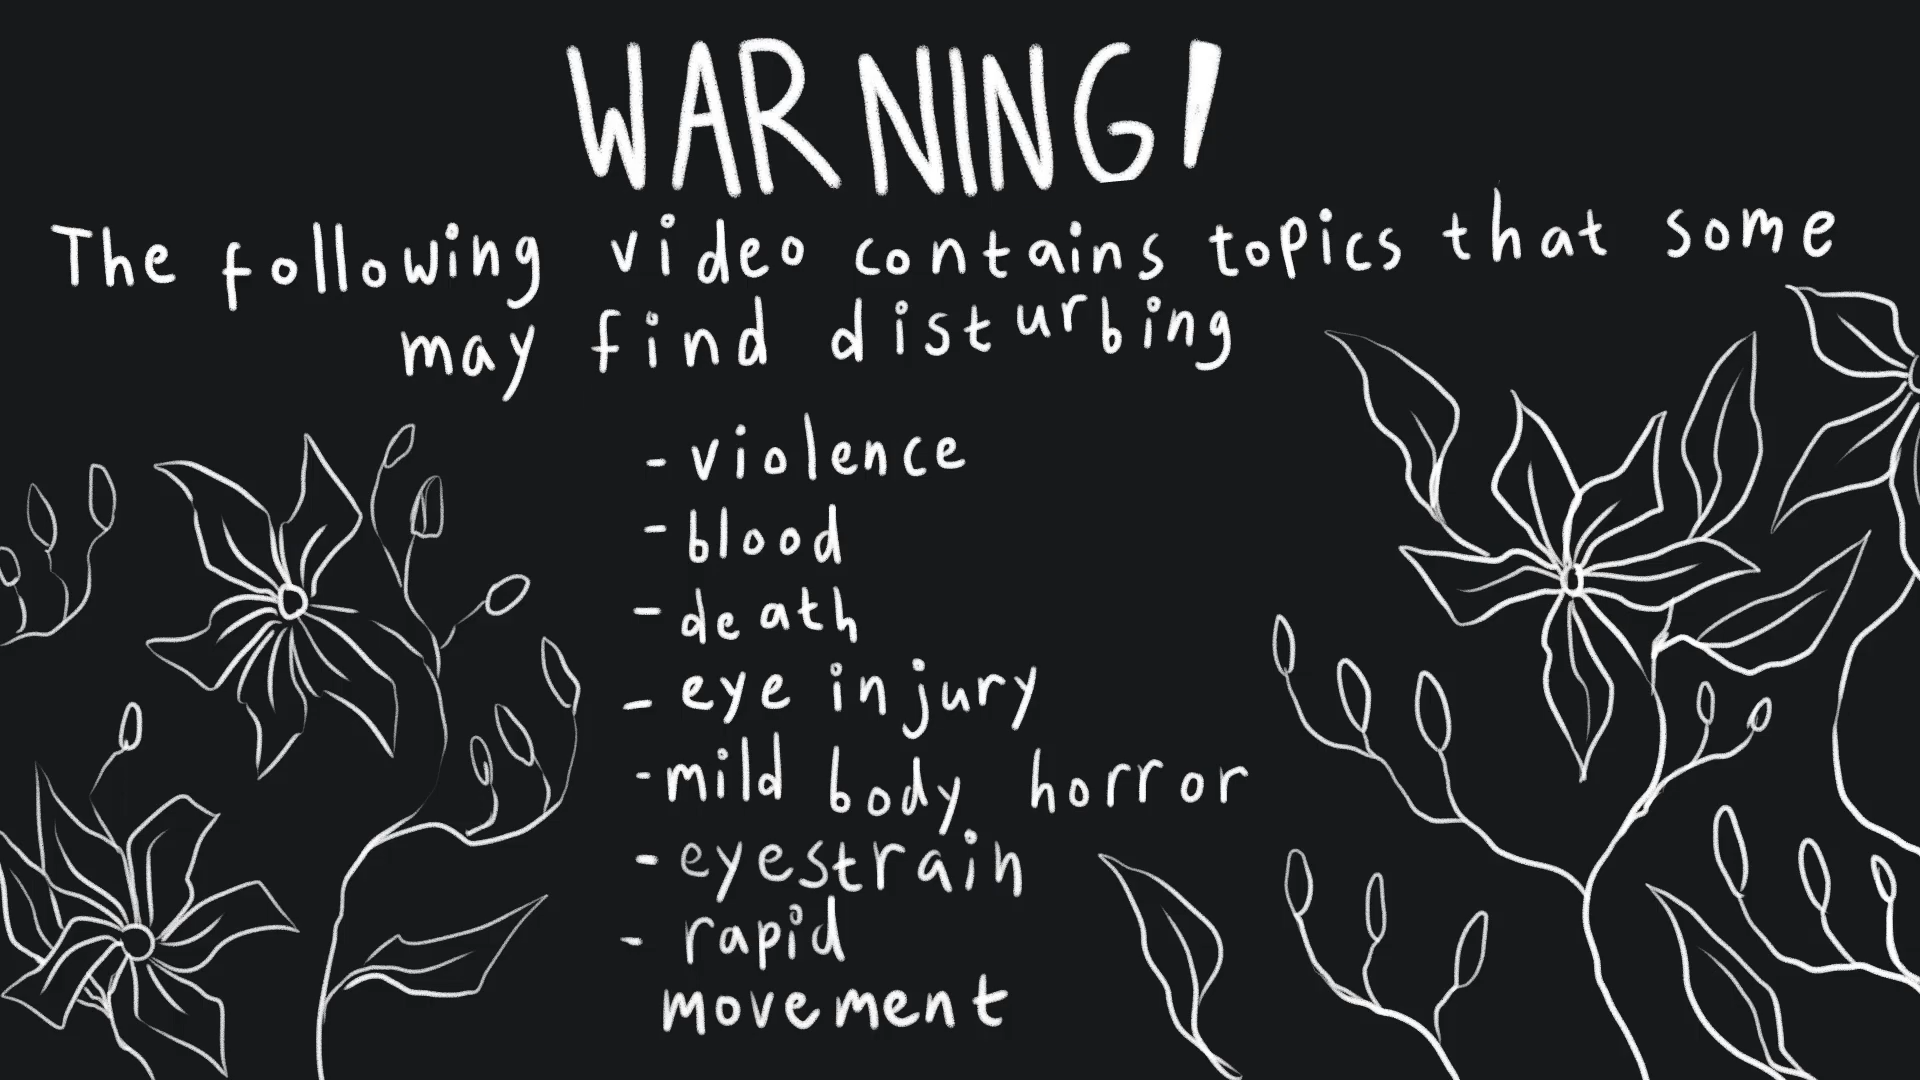 WARNING!
The following video contains topics that some
may find disturbing
- violence
- blood
- death
- eye injury
- mild body horror
- eyestrain
- rapid
movement